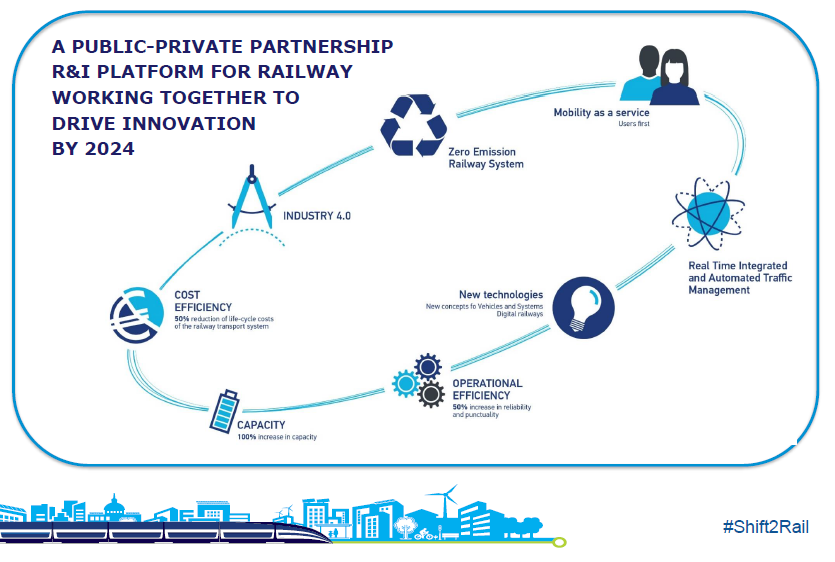 A PUBLIC-PRIVATE PARTNERSHIP
R&I PLATFORM FOR RAILWAY
WORKING TOGETHER TO
DRIVE INNOVATION
BY 2024
Mobility as a service
Users first
Zero Emission
Railway System
INDUSTRY 4.0
Real Time Integrated
and Automated Traffic
Management
New technologies
New concepts fo Vehicles and Systems
Digital railways
COST
EFFICIENCY
50% reduction of life-cycle costs
of the railway transport system
OPERATIONAL
EFFICIENCY
50% increase in reliability
and punctuality
CAPACITY
100% increase in capacity
#Shift2Rail